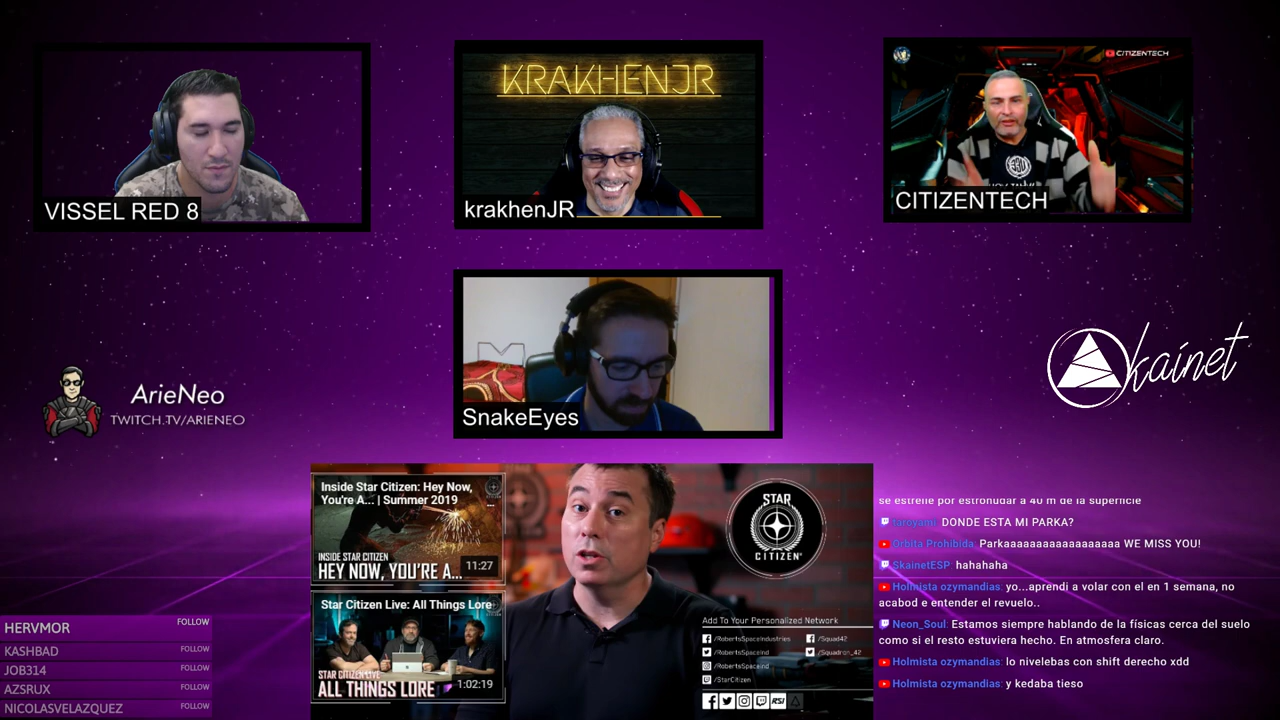 KRAKHENJR
CITIZENTECH
VISSEL RED 8
krakhenJR
CITIZENTECH
SnakeEyes
ArieNeo
TWITCH.TV/ARIENEO
kainet
Inside Star Citizen: Hey Now,
You're A... | Summer 2019
INSIDE STAR CITIZEN
HEY NOW, YOU'RE A...
11:27
Star Citizen Live: All Things Lore
STAR CITIZEN LIVE
ALL THINGS LORE
1:02:19
STAR
CITIZEN
Add To Your Personalized Network
/RobertsSpaceIndustries
/Squad42
/RobertsSpaceInd
/Squadron_42
/RobertsSpaceInd
/StarCitizen
RSI
se estrelle por estronudar a 40 m de la superficie
taroyami: DONDE ESTA MI PARKA?
Orbita Prohibida: Parkaaaaaaaaaaaaaaaaaa WE MISS YOU!
SkainetESP: hahahaha
Holmista ozymandias: yo...aprendi a volar con el en 1 semana, no
acabod e entender el revuelo..
Neon_Soul: Estamos siempre hablando de la físicas cerca del suelo
como si el resto estuviera hecho. En atmosfera claro.
Holmista ozymandias: lo nivelebas con shift derecho xdd
Holmista ozymandias: y kedaba tieso
HERVMOR FOLLOW
KASHBAD FOLLOW
JOB314 FOLLOW
AZSRUX FOLLOW
NICOLASVELAZQUEZ FOLLOW